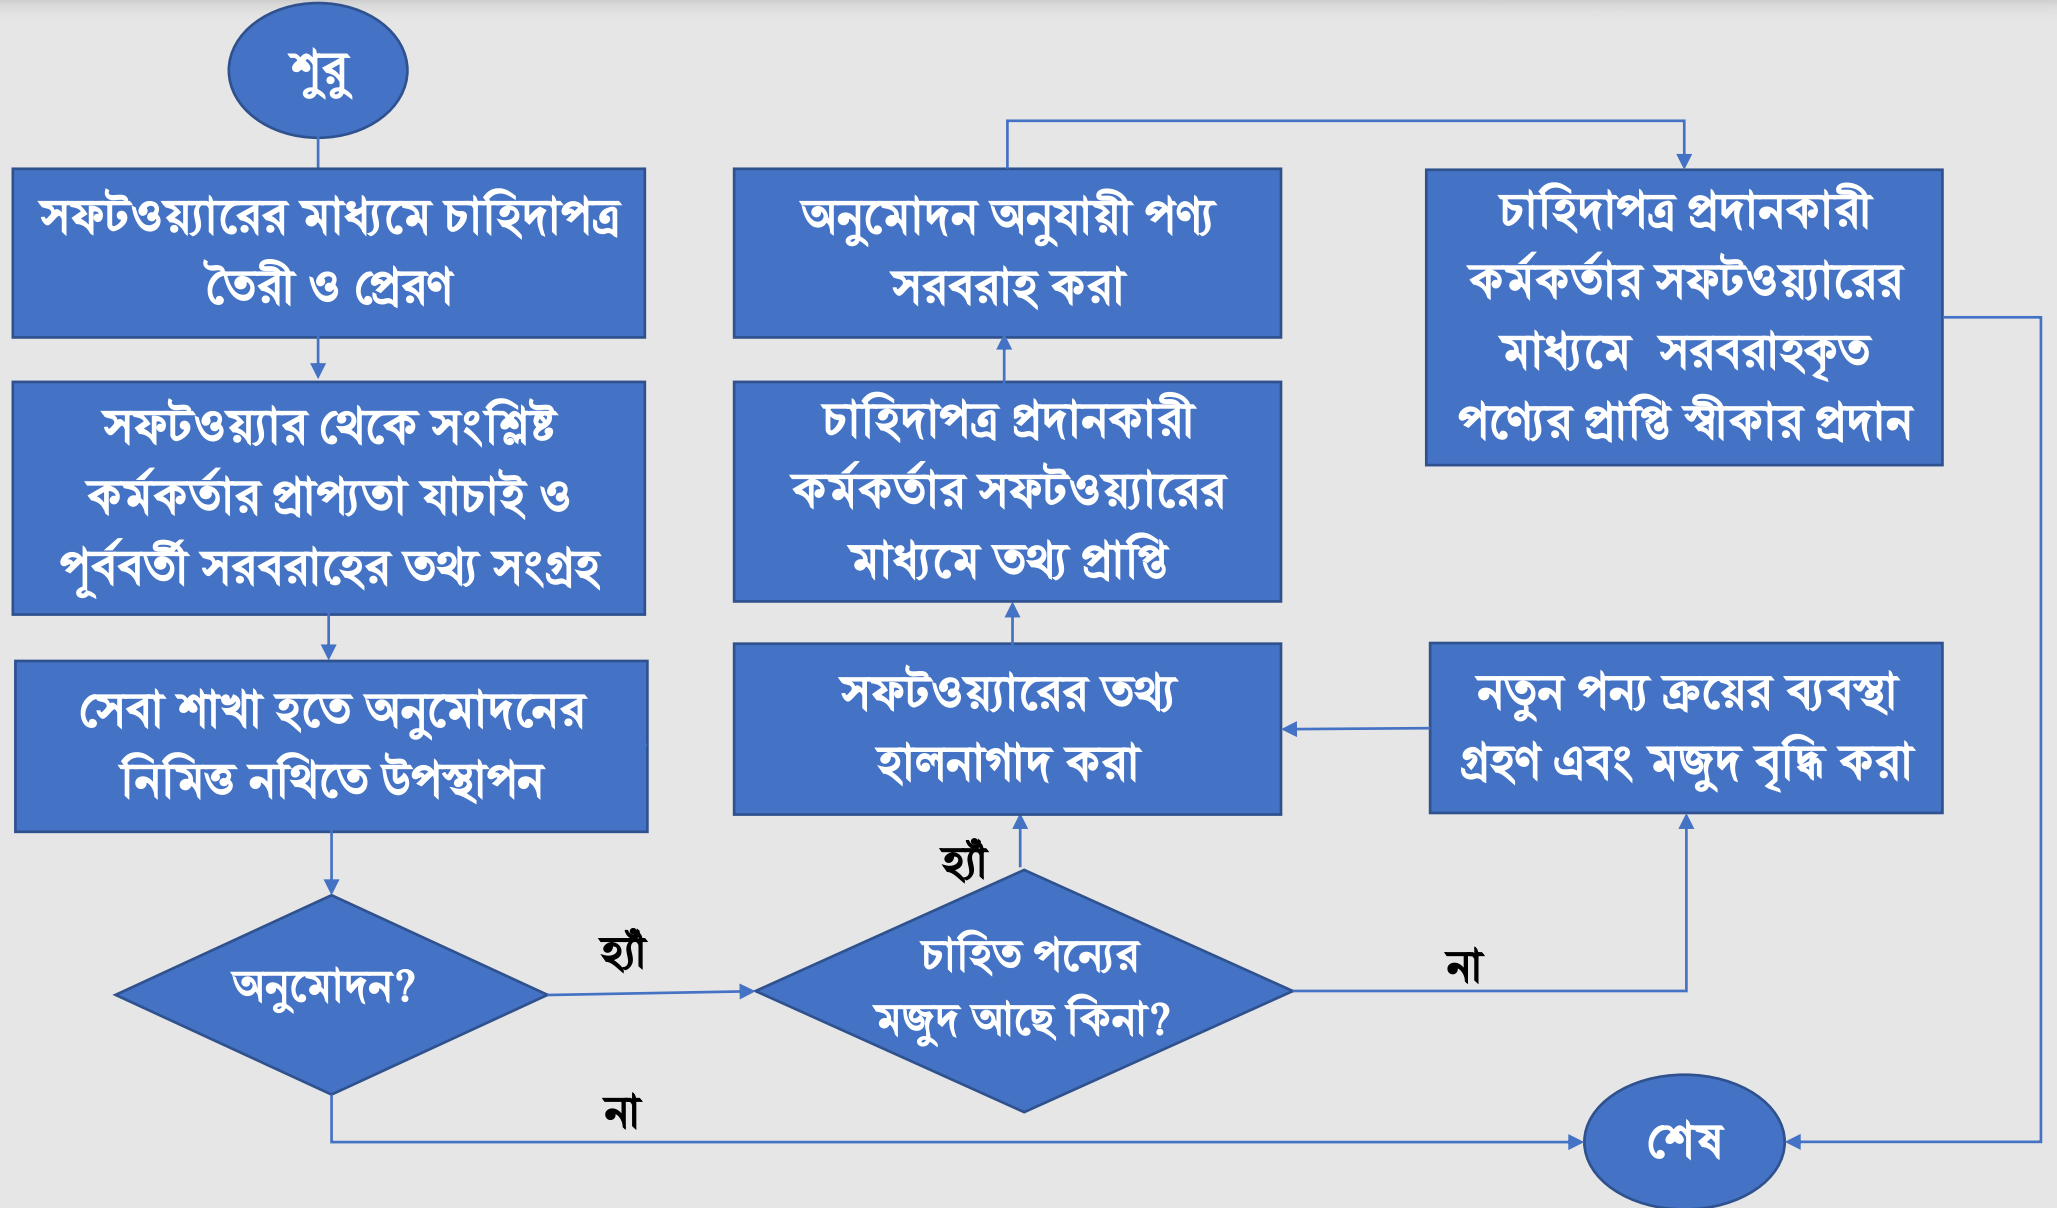 শুরু
সফটওয়্যারের মাধ্যমে চাহিদাপত্র
তৈরী ও প্রেরণ
সফটওয়্যার থেকে সংশ্লিষ্ট
কর্মকর্তার প্রাপ্যতা যাচাই ও
পূর্ববর্তী সরবরাহের তথ্য সংগ্রহ
সেবা শাখা হতে অনুমোদনের
নিমিত্ত নথিতে উপস্থাপন
অনুমোদন?
হ্যাঁ
না
চাহিত পন্যের
মজুদ আছে কিনা?
হ্যাঁ
না
নতুন পন্য ক্রয়ের ব্যবস্থা
গ্রহণ এবং মজুদ বৃদ্ধি করা
সফটওয়্যারের তথ্য
হালনাগাদ করা
চাহিদাপত্র প্রদানকারী
কর্মকর্তার সফটওয়্যারের
মাধ্যমে তথ্য প্রাপ্তি
অনুমোদন অনুযায়ী পণ্য
সরবরাহ করা
চাহিদাপত্র প্রদানকারী
কর্মকর্তার সফটওয়্যারের
মাধ্যমে সরবরাহকৃত
পণ্যের প্রাপ্তি স্বীকার প্রদান
শেষ